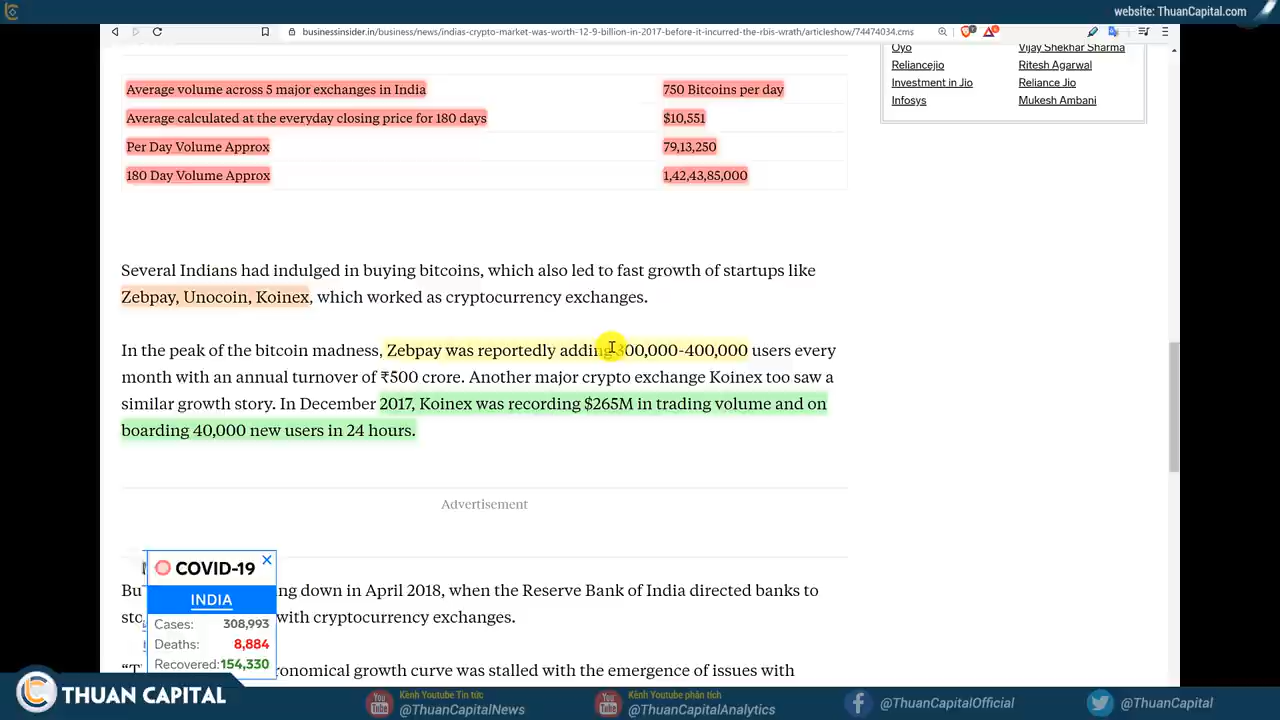 website: ThuanCapital.com
businessinsider.in/business/news/indias-crypto-market-was-worth-12-9-billion-in-2017-before-it-incurred-the-rbis-wrath/articleshow/74474034.cms
Oyo
Vijay Shekhar Sharma
Reliancejio
Ritesh Agarwal
Investment in Jio
Reliance Jio
Infosys
Mukesh Ambani
Average volume across 5 major exchanges in India
750 Bitcoins per day
Average calculated at the everyday closing price for 180 days
$10,551
Per Day Volume Approx
79,13,250
180 Day Volume Approx
1,42,43,85,000
Several Indians had indulged in buying bitcoins, which also led to fast growth of startups like
Zebpay, Unocoin, Koinex, which worked as cryptocurrency exchanges.
In the peak of the bitcoin madness, Zebpay was reportedly adding 300,000-400,000 users every
month with an annual turnover of ₹500 crore. Another major crypto exchange Koinex too saw a
similar growth story. In December 2017, Koinex was recording $265M in trading volume and on
boarding 40,000 new users in 24 hours.
Advertisement
ng down in April 2018, when the Reserve Bank of India directed banks to
with cryptocurrency exchanges.
ronomical growth curve was stalled with the emergence of issues with
COVID-19
INDIA
Cases: 308,993
Deaths: 8,884
Recovered: 154,330
THUAN CAPITAL
Kênh Youtube Tin tức
@ThuanCapitalNews
Kênh Youtube phân tích
@ThuanCapitalAnalytics
@ThuanCapitalOfficial
@ThuanCapital